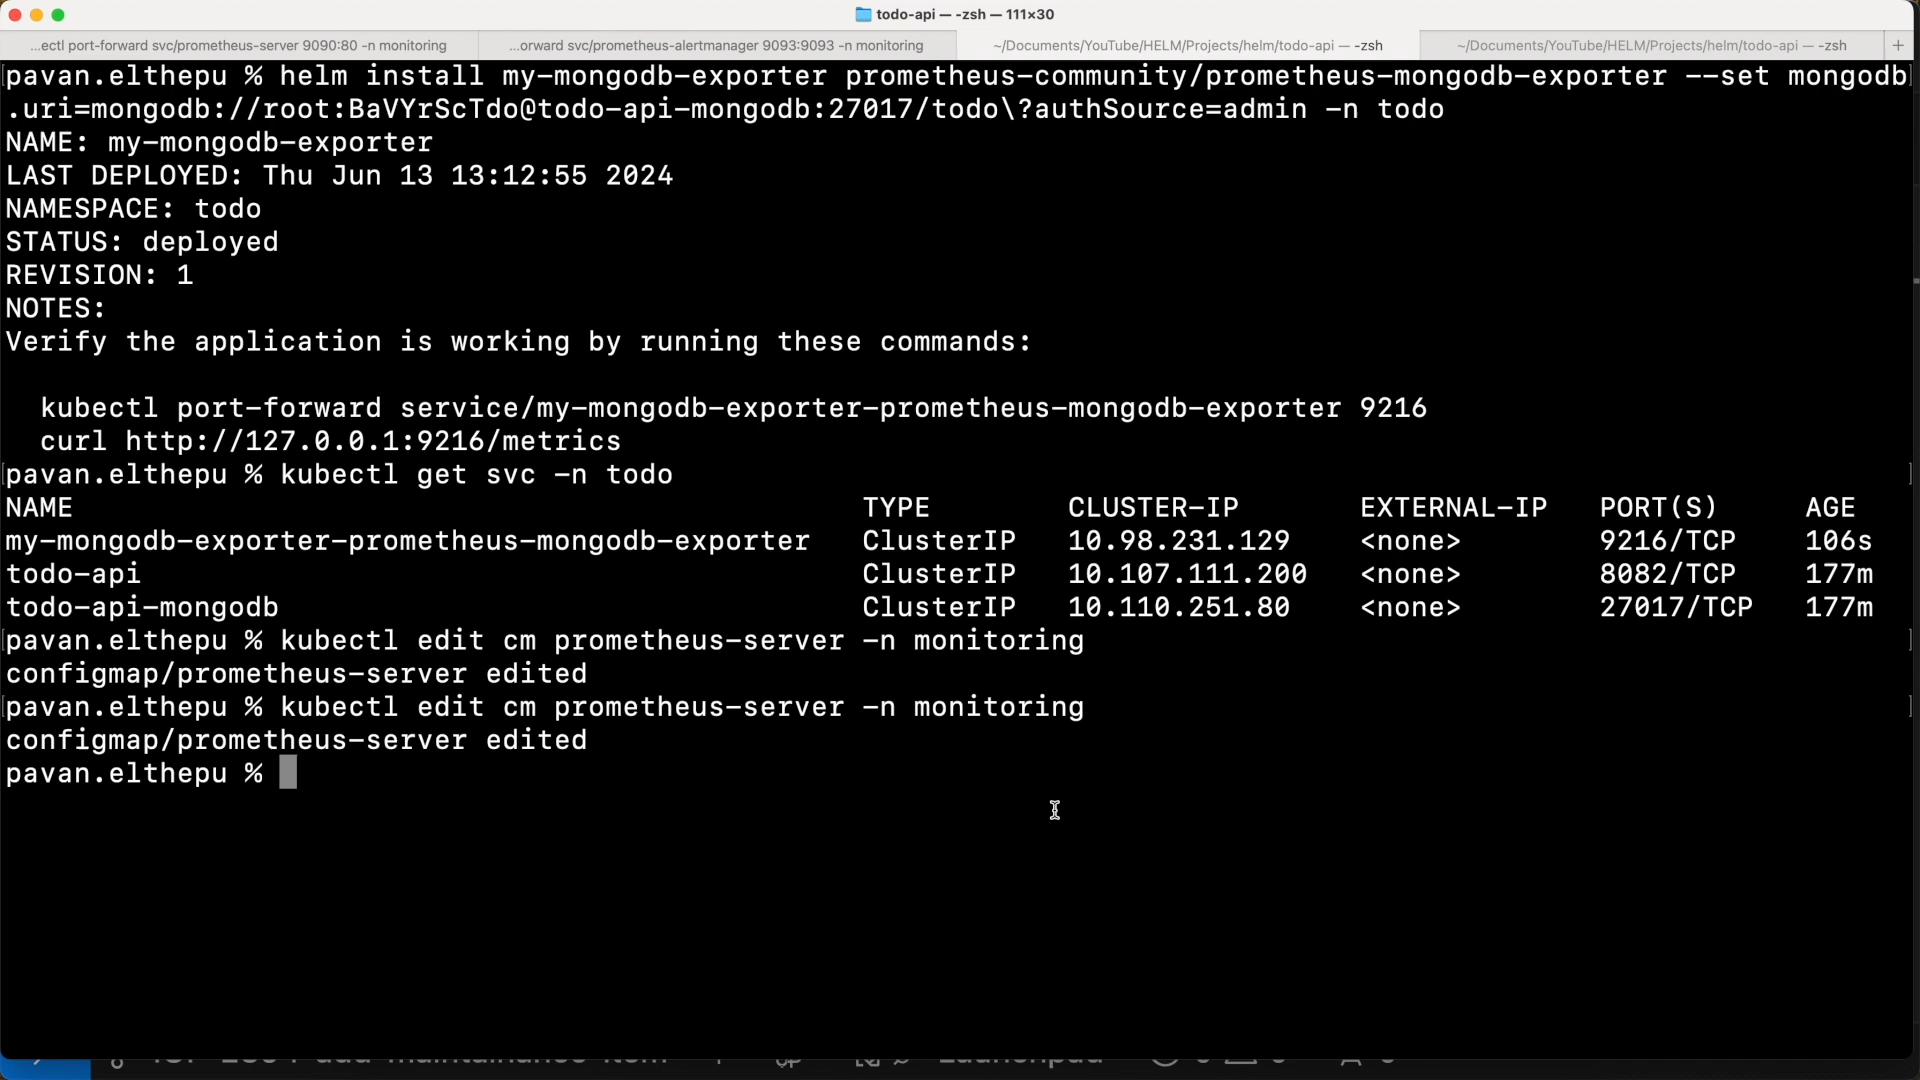 todo-api — -zsh — 111×30
...ectl port-forward svc/prometheus-server 9090:80 -n monitoring
...orward svc/prometheus-alertmanager 9093:9093 -n monitoring
~/Documents/YouTube/HELM/Projects/helm/todo-api — -zsh
~/Documents/YouTube/HELM/Projects/helm/todo-api — -zsh
+
pavan.elthepu % helm install my-mongodb-exporter prometheus-community/prometheus-mongodb-exporter --set mongodb
.uri=mongodb://root:BaVYrScTdo@todo-api-mongodb:27017/todo\?authSource=admin -n todo
NAME: my-mongodb-exporter
LAST DEPLOYED: Thu Jun 13 13:12:55 2024
NAMESPACE: todo
STATUS: deployed
REVISION: 1
NOTES:
Verify the application is working by running these commands:
kubectl port-forward service/my-mongodb-exporter-prometheus-mongodb-exporter 9216
curl http://127.0.0.1:9216/metrics
pavan.elthepu % kubectl get svc -n todo
NAME TYPE CLUSTER-IP EXTERNAL-IP PORT(S) AGE
my-mongodb-exporter-prometheus-mongodb-exporter ClusterIP 10.98.231.129 <none> 9216/TCP 106s
todo-api ClusterIP 10.107.111.200 <none> 8082/TCP 177m
todo-api-mongodb ClusterIP 10.110.251.80 <none> 27017/TCP 177m
pavan.elthepu % kubectl edit cm prometheus-server -n monitoring
configmap/prometheus-server edited
pavan.elthepu % kubectl edit cm prometheus-server -n monitoring
configmap/prometheus-server edited
pavan.elthepu %